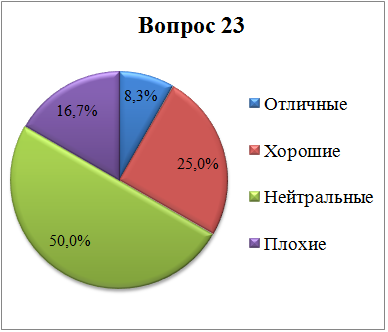 Вопрос 23
8,3%
25,0%
50,0%
16,7%
Отличные
Хорошие
Нейтральные
Плохие